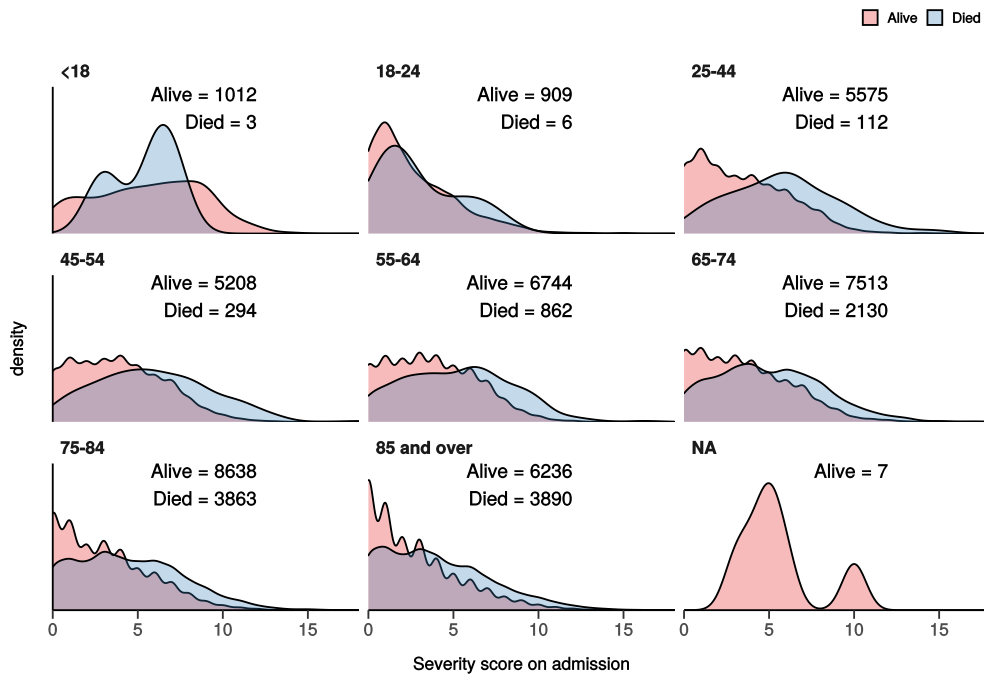 Alive Died
<18
Alive = 1012
Died = 3
18-24
Alive = 909
Died = 6
25-44
Alive = 5575
Died = 112
45-54
Alive = 5208
Died = 294
55-64
Alive = 6744
Died = 862
65-74
Alive = 7513
Died = 2130
density
75-84
Alive = 8638
Died = 3863
85 and over
Alive = 6236
Died = 3890
NA
Alive = 7
0 5 10 15 0 5 10 15 0 5 10 15
Severity score on admission